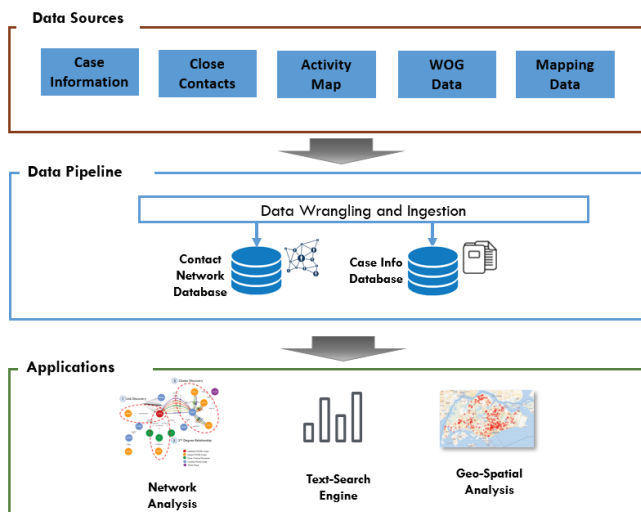 Data Sources
Case
Information
Close
Contacts
Activity
Map
WOG
Data
Mapping
Data
Data Pipeline
Data Wrangling and Ingestion
Contact
Network
Database
Case Info
Database
Applications
Network
Analysis
Text-Search
Engine
Geo-Spatial
Analysis